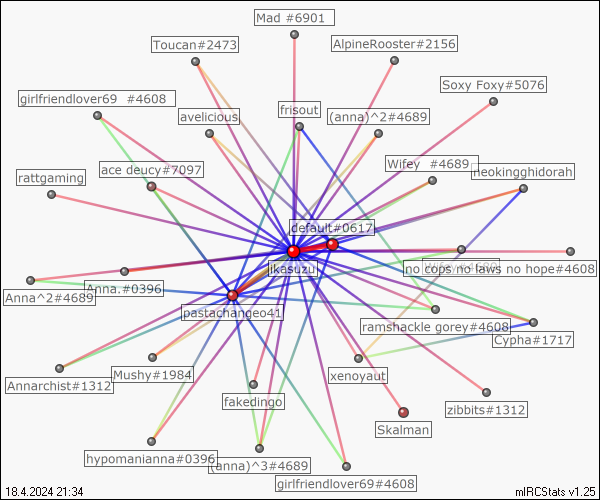 Mad #6901
Toucan#2473
AlpineRooster#2156
Soxy Foxy#5076
girlfriendlover69 #4608
frisout
avelicious
(anna)^2#4689
ace deucy#7097
Wifey #4689
neokingghidorah
rattgaming
default#0617
jikasuzu
no cops no laws no hope#4608
Anna.#0396
Anna^2#4689
pastachangeo41
ramshackle gorey#4608
Cypha#1717
Mushy#1984
xenoyaut
Annarchist#1312
fakedingo
zibbits#1312
Skalman
hypomanianna#0396
(anna)^3#4689
girlfriendlover69#4608
18.4.2024 21:34
mIRCStats v1.25